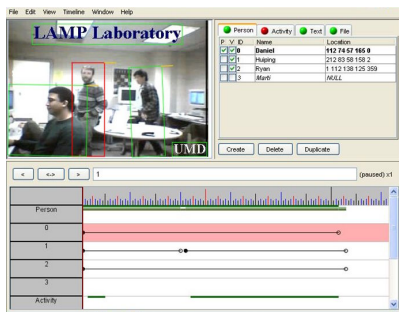 File Edit View Timeline Window Help
LAMP Laboratory
UMD
Person Activity Text File
P V ID Name Location
0 Daniel 112 74 57 165 0
1 Huiping 212 83 58 158 2
2 Ryan 1 112 138 125 359
3 Marti NULL
Create Delete Duplicate
< <-> > 1 (paused) x1
Person
0
1
2
3
Activity